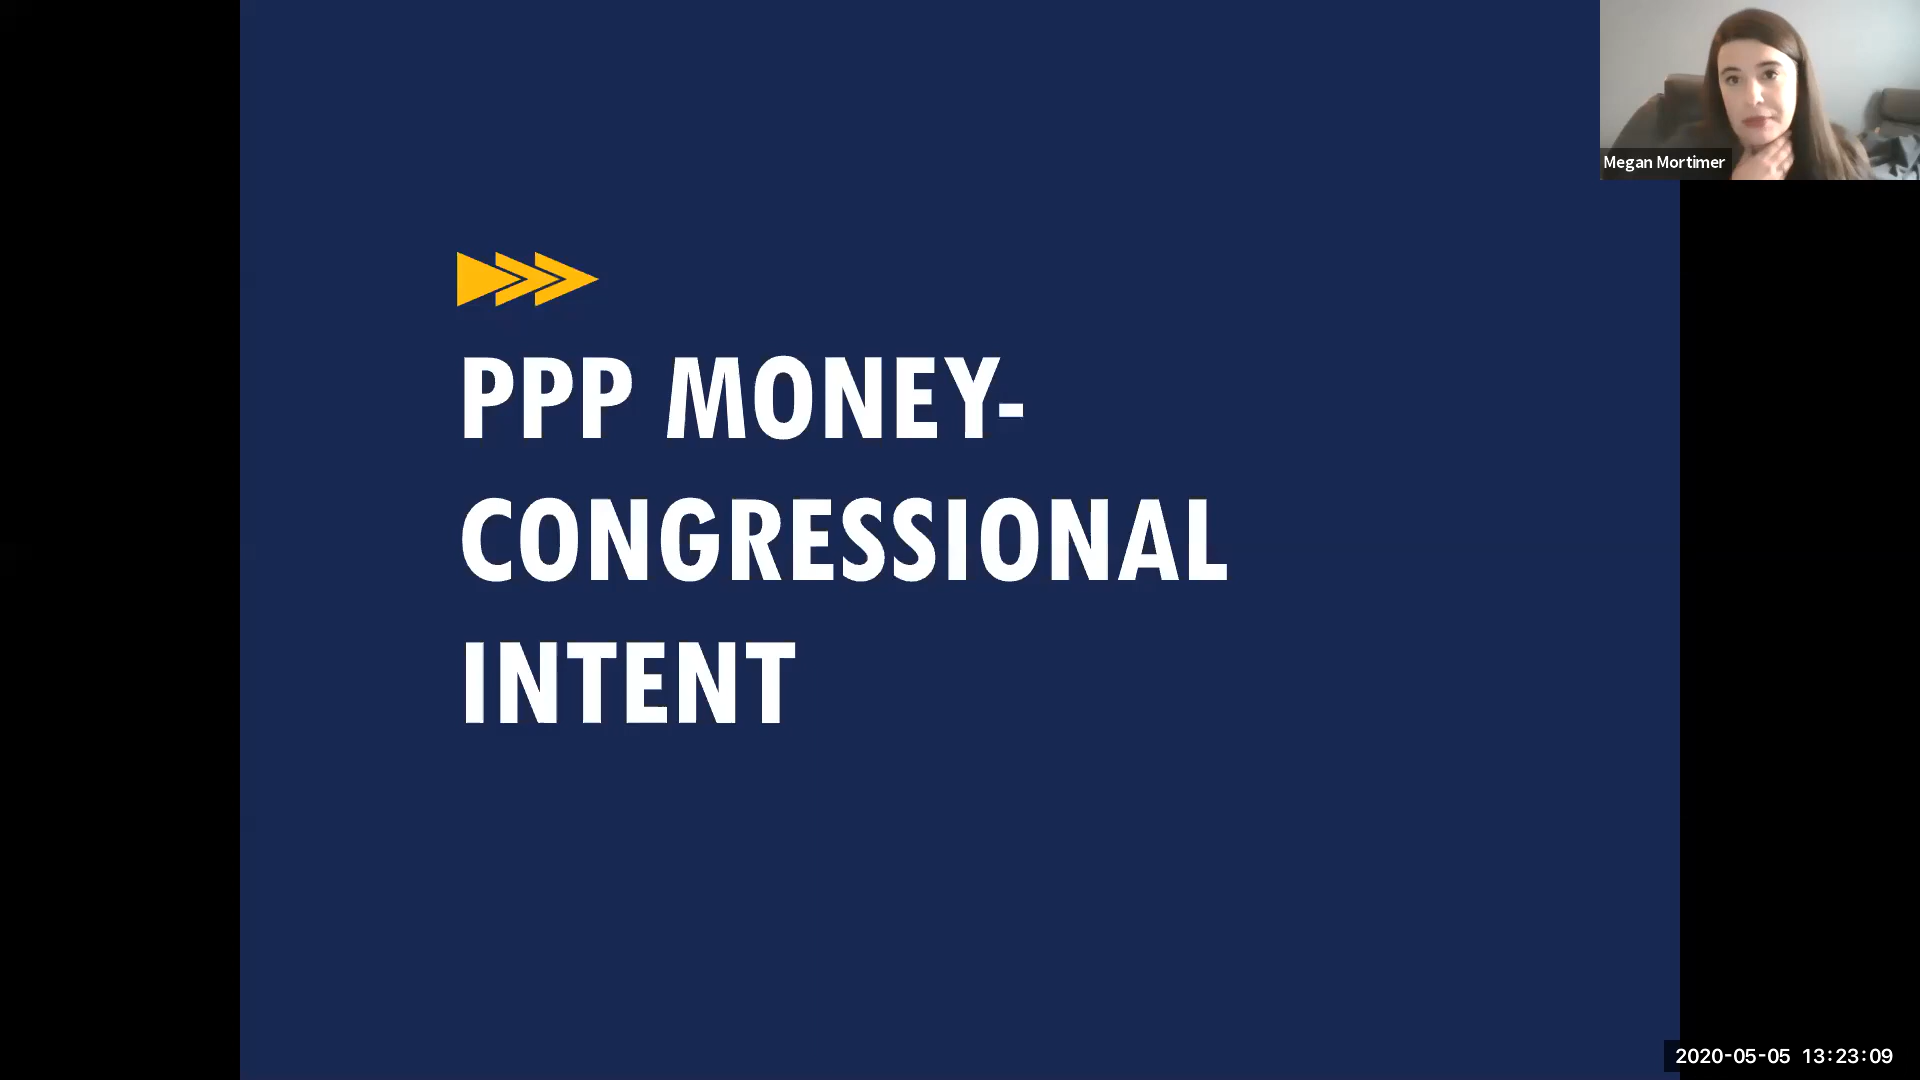 Megan Mortimer
PPP MONEY-
CONGRESSIONAL
INTENT
2020-05-05 13:23:09